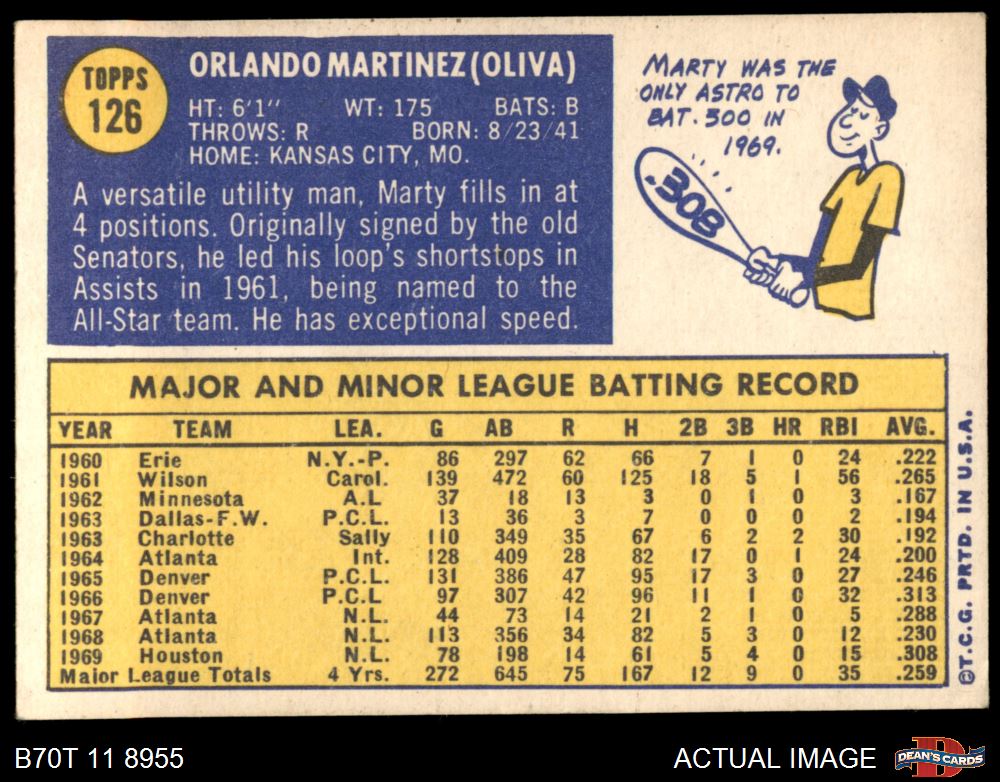 TOPPS
126
ORLANDO MARTINEZ (OLIVA)
HT: 6'1" WT: 175 BATS: B
THROWS: R BORN: 8/23/41
HOME: KANSAS CITY, MO.
A versatile utility man, Marty fills in at
4 positions. Originally signed by the old
Senators, he led his loop's shortstops in
Assists in 1961, being named to the
All-Star team. He has exceptional speed.
MARTY WAS THE
ONLY ASTRO TO
BAT .300 IN
1969.
.308
MAJOR AND MINOR LEAGUE BATTING RECORD
YEAR TEAM LEA. G AB R H 2B 3B HR RBI AVG.
1960 Erie N.Y.-P. 86 297 62 66 7 1 0 24 .222
1961 Wilson Carol. 139 472 60 125 18 5 1 56 .265
1962 Minnesota A.L 37 18 13 3 0 1 0 3 .167
1963 Dallas-F.W. P.C.L. 13 36 3 7 0 0 0 2 .194
1963 Charlotte Sally 110 349 35 67 6 2 2 30 .192
1964 Atlanta Int. 128 409 28 82 17 0 1 24 .200
1965 Denver P.C.L. 131 386 47 95 17 3 0 27 .246
1966 Denver P.C.L 97 307 42 96 11 1 0 32 .313
1967 Atlanta N.L. 44 73 14 21 2 1 0 5 .288
1968 Atlanta N.L. 113 356 34 82 5 3 0 12 .230
1969 Houston N.L. 78 198 14 61 5 4 0 15 .308
Major League Totals 4 Yrs. 272 645 75 167 12 9 0 35 .259
©T.C.G. PRTD. IN U.S.A.
B70T 11 8955
ACTUAL IMAGE
D
DEAN'S CARDS